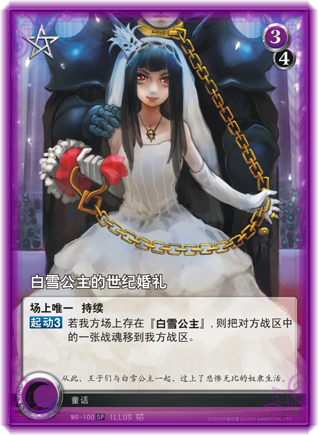 3
4
白雪公主的世纪婚礼
场上唯一 持续
起动3 若我方场上存在『白雪公主』,则把对方战区中
的一张战魂移到我方战区。
从此,王子们与白雪公主一起,过上了悲惨无比的奴隶生活。
童话
M6-100 SP ILLUS